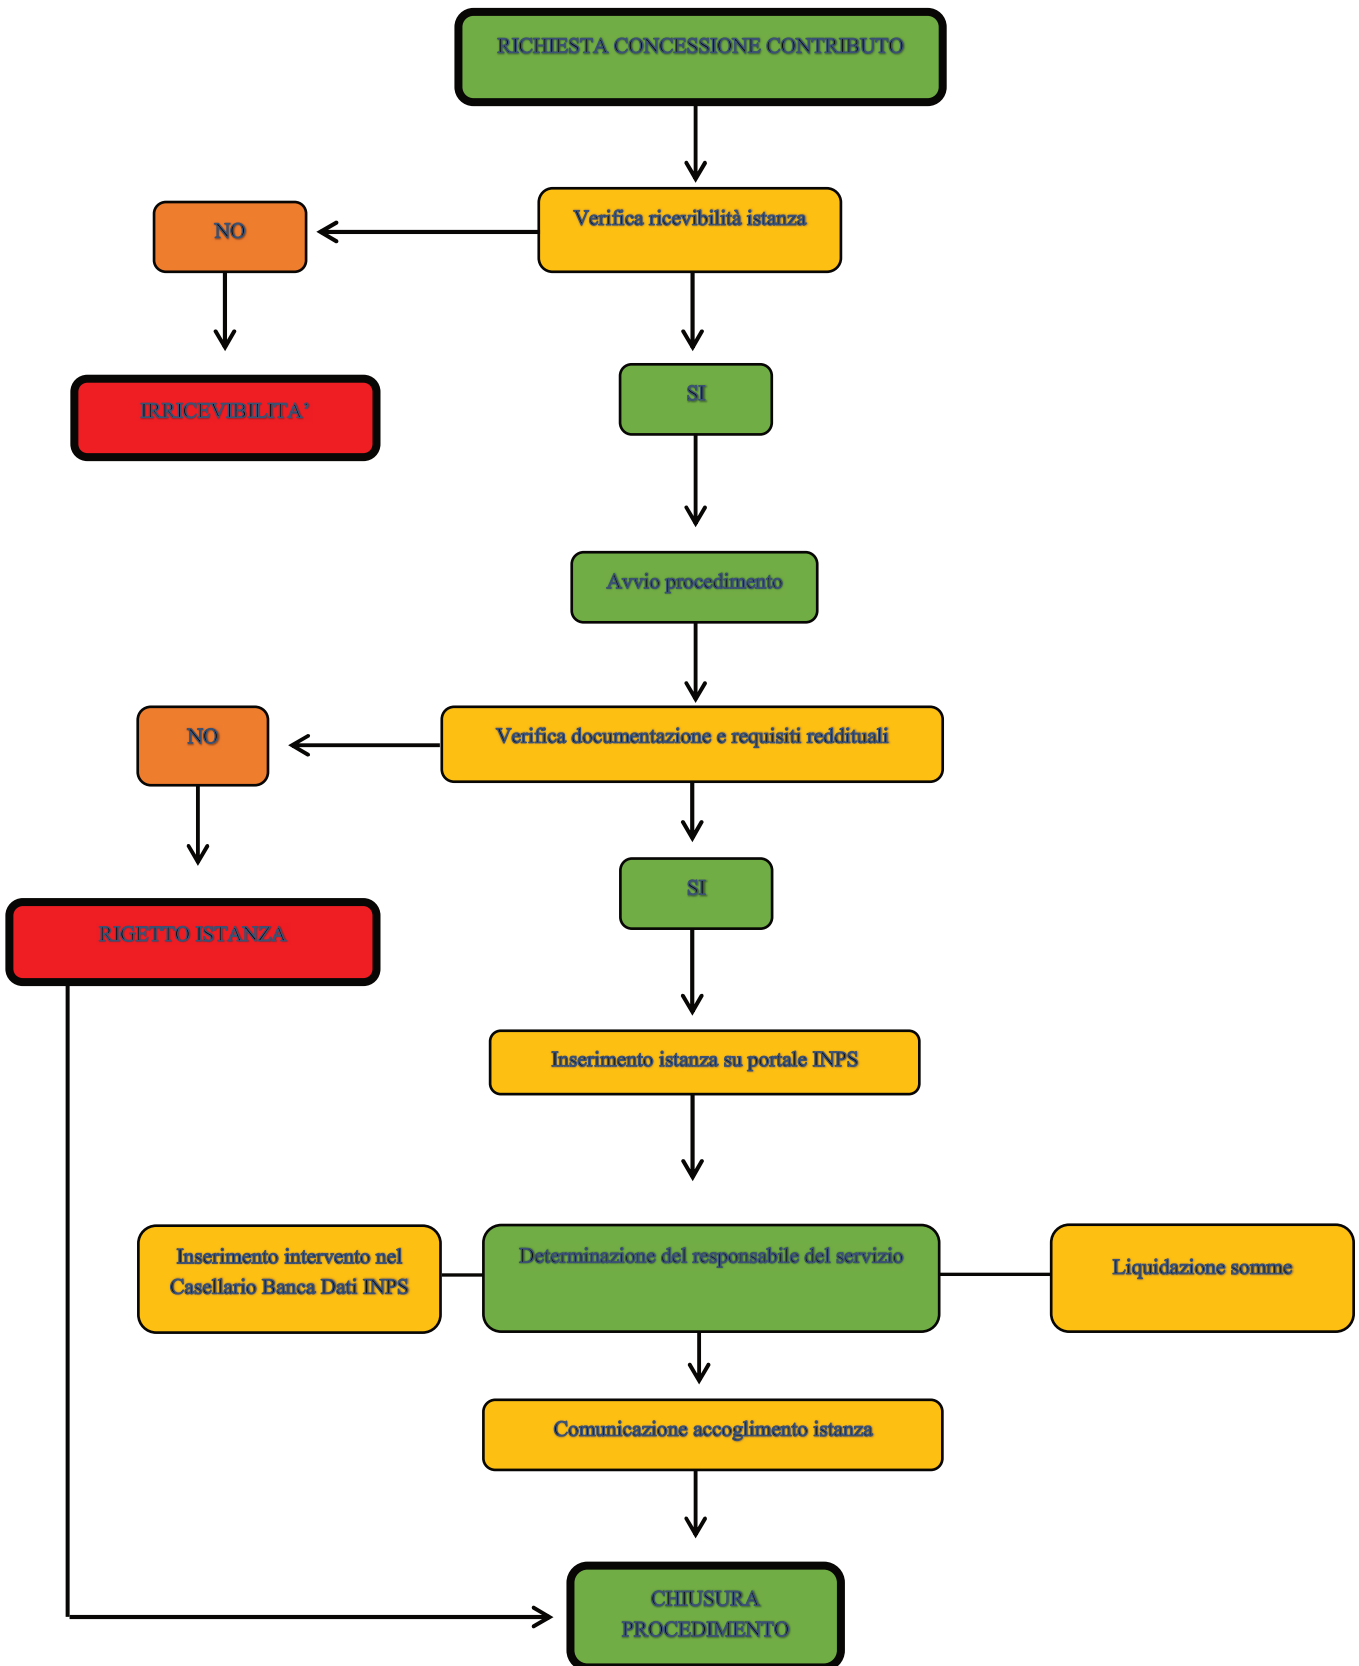 RICHIESTA CONCESSIONE CONTRIBUTO
Verifica ricevibilità istanza
NO
SI
IRRICEVIBILITA’
Avvio procedimento
Verifica documentazione e requisiti reddituali
NO
SI
RIGETTO ISTANZA
Inserimento istanza su portale INPS
Inserimento intervento nel
Casellario Banca Dati INPS
Determinazione del responsabile del servizio
Liquidazione somme
Comunicazione accoglimento istanza
CHIUSURA
PROCEDIMENTO